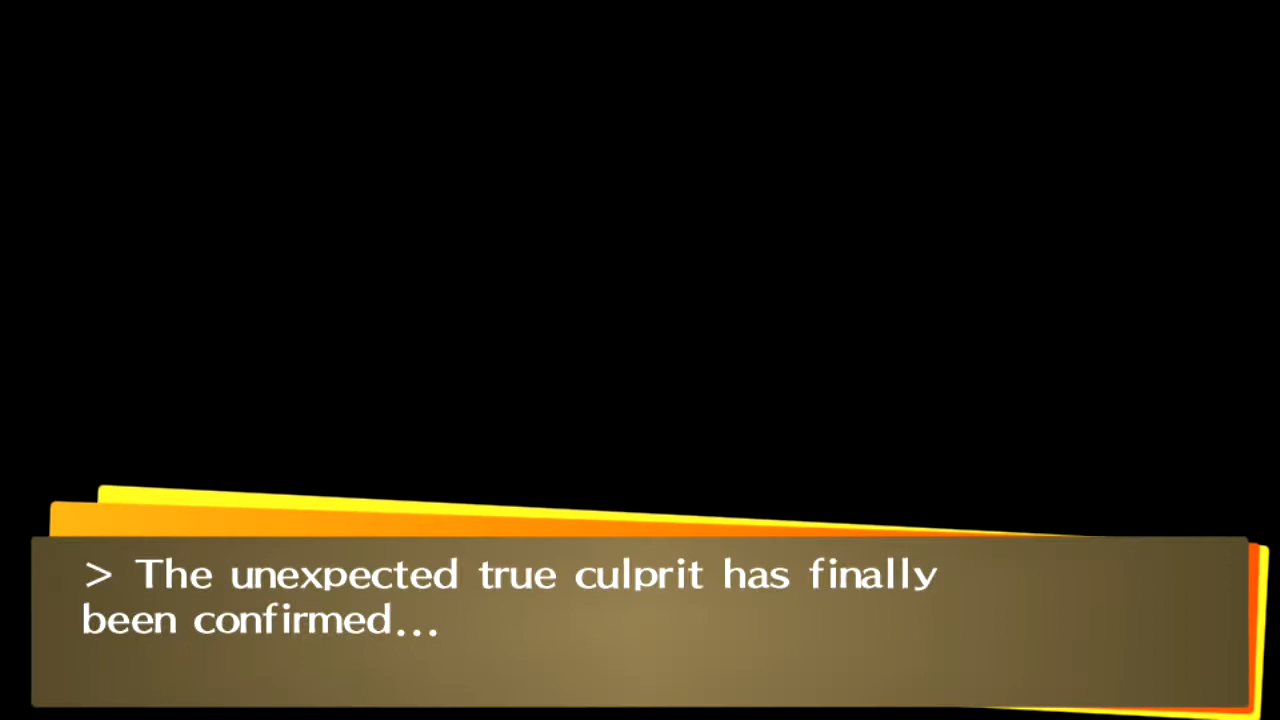 > The unexpected true culprit has finally
been confirmed...